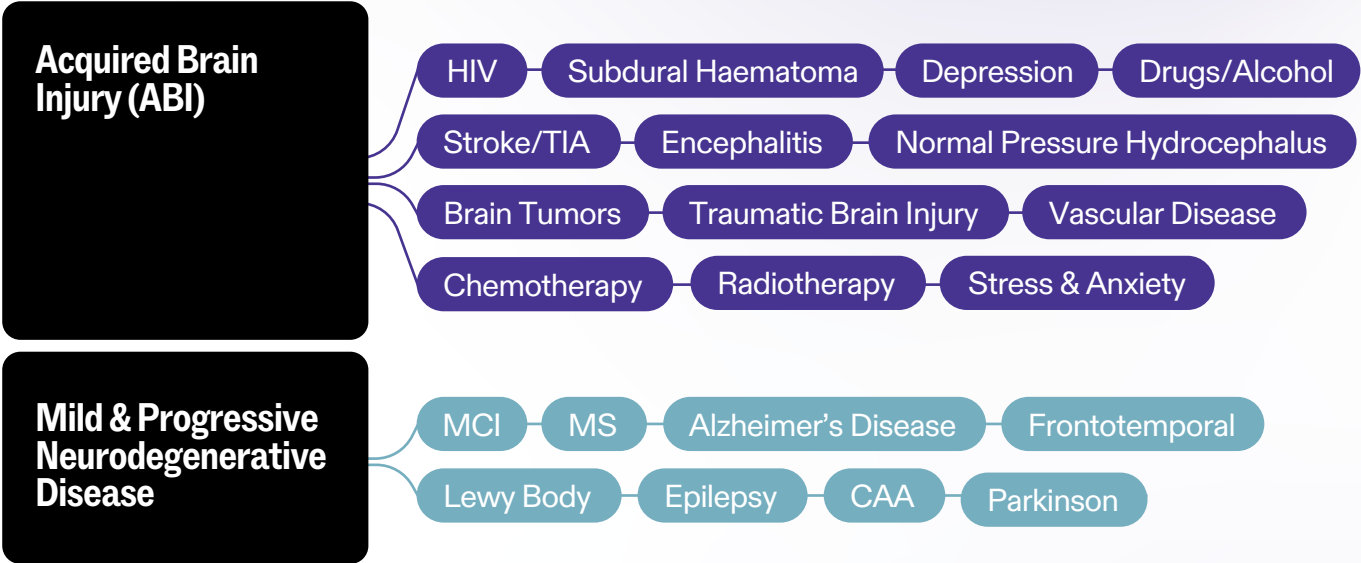 Acquired Brain
Injury (ABI)
HIV
Subdural Haematoma
Depression
Drugs/Alcohol
Stroke/TIA
Encephalitis
Normal Pressure Hydrocephalus
Brain Tumors
Traumatic Brain Injury
Vascular Disease
Chemotherapy
Radiotherapy
Stress & Anxiety
Mild & Progressive
Neurodegenerative
Disease
MCI
MS
Alzheimer’s Disease
Frontotemporal
Lewy Body
Epilepsy
CAA
Parkinson